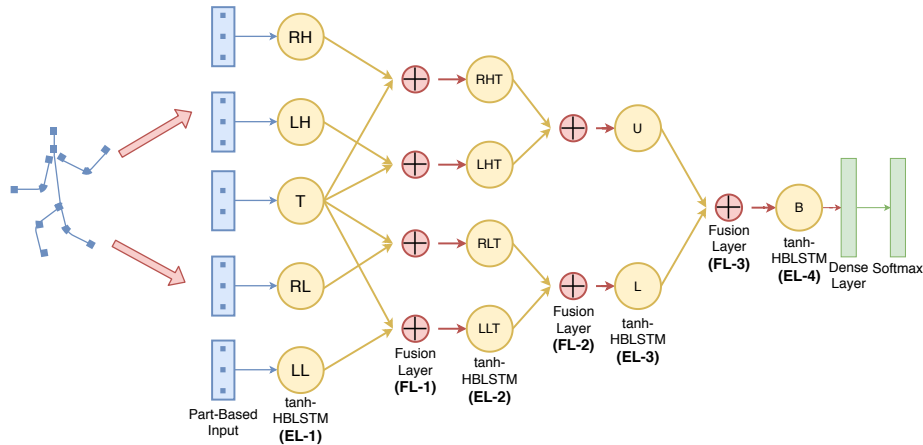 RH
LH
T
RL
LL
RHT
LHT
RLT
LLT
U
L
B
Part-Based
Input
tanh-
HBLSTM
(EL-1)
Fusion
Layer
(FL-1)
tanh-
HBLSTM
(EL-2)
Fusion
Layer
(FL-2)
tanh-
HBLSTM
(EL-3)
Fusion
Layer
(FL-3)
tanh-
HBLSTM
(EL-4)
Dense
Layer
Softmax